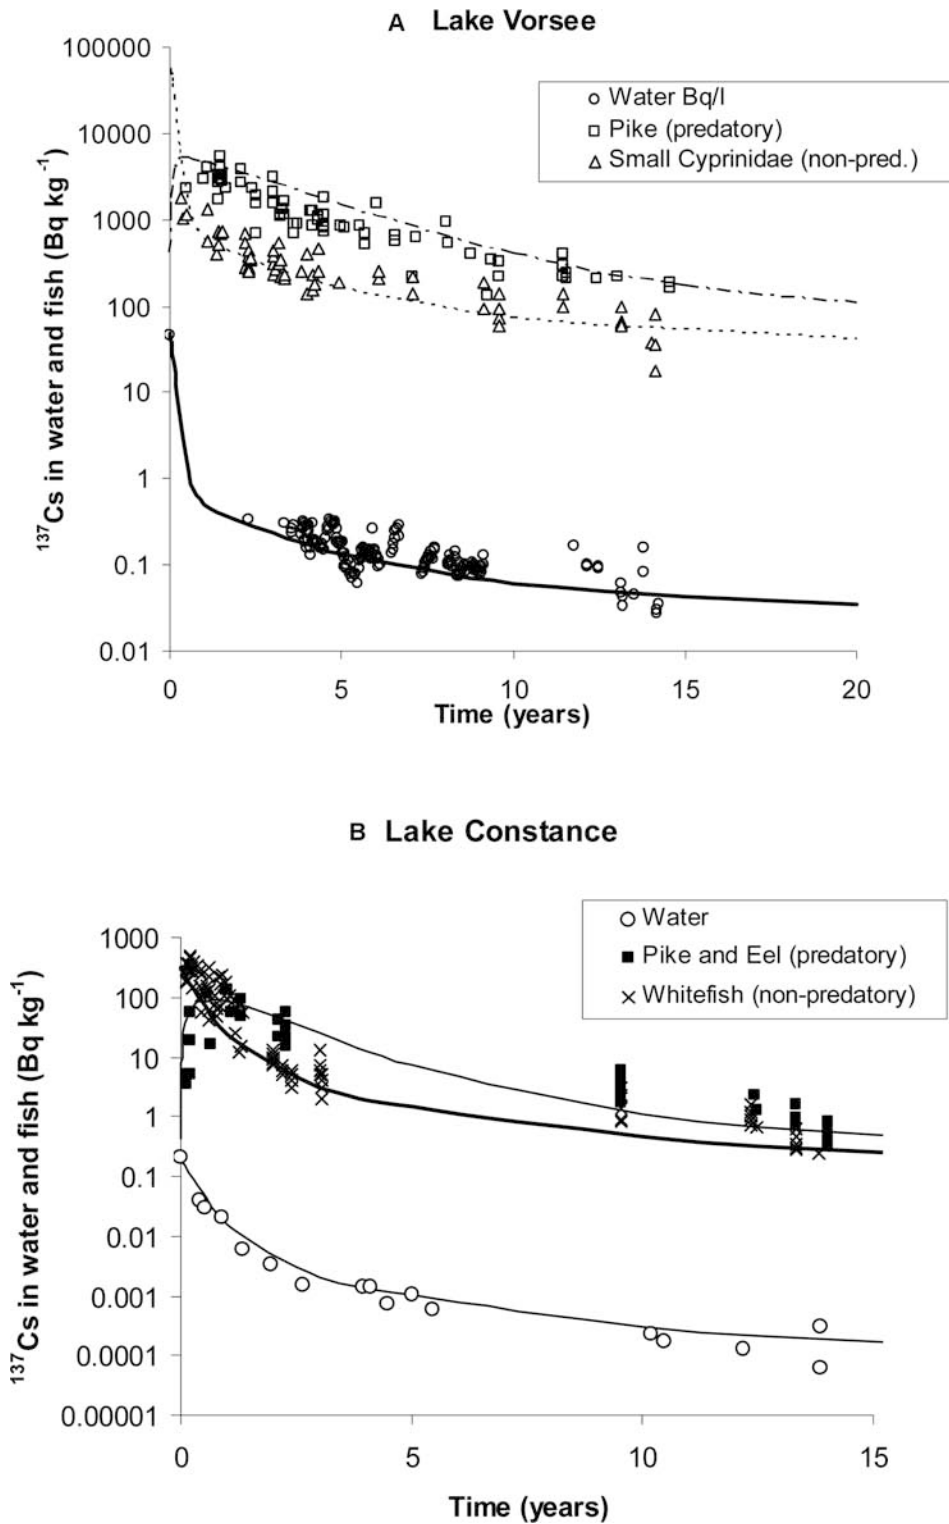 A Lake Vorsee
137Cs in water and fish (Bq kg-1)
100000
10000
1000
100
10
1
0.1
0.01
Water Bq/l
Pike (predatory)
Small Cyprinidae (non-pred.)
0 5 10 15 20
Time (years)
B Lake Constance
137Cs in water and fish (Bq kg-1)
1000
100
10
1
0.1
0.01
0.001
0.0001
0.00001
Water
Pike and Eel (predatory)
Whitefish (non-predatory)
0 5 10 15
Time (years)